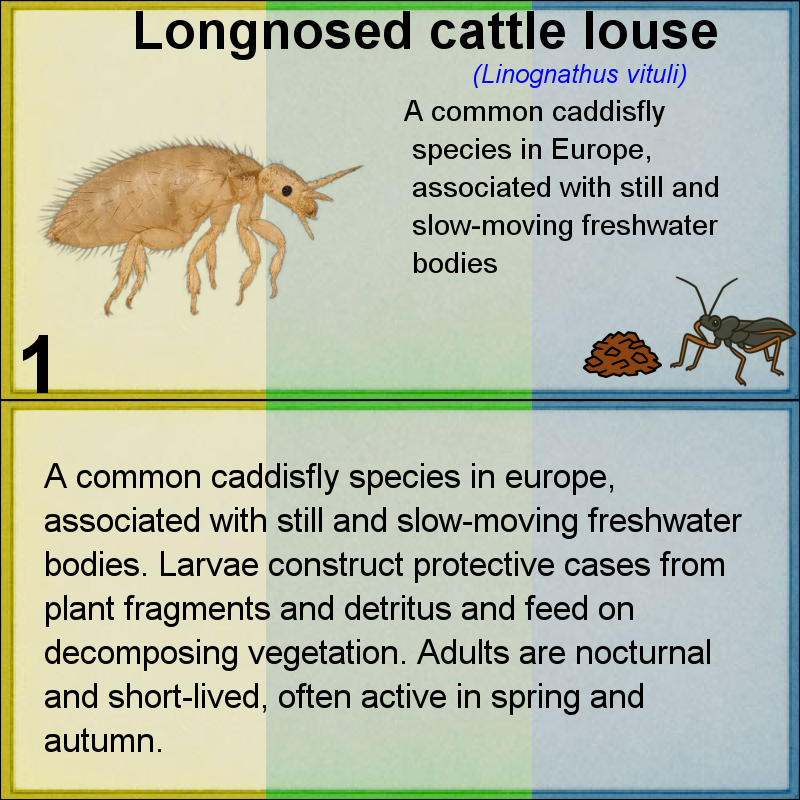 Longnosed cattle louse
(Linognathus vituli)
A common caddisfly
species in Europe,
associated with still and
slow-moving freshwater
bodies
1
A common caddisfly species in europe,
associated with still and slow-moving freshwater
bodies. Larvae construct protective cases from
plant fragments and detritus and feed on
decomposing vegetation. Adults are nocturnal
and short-lived, often active in spring and
autumn.